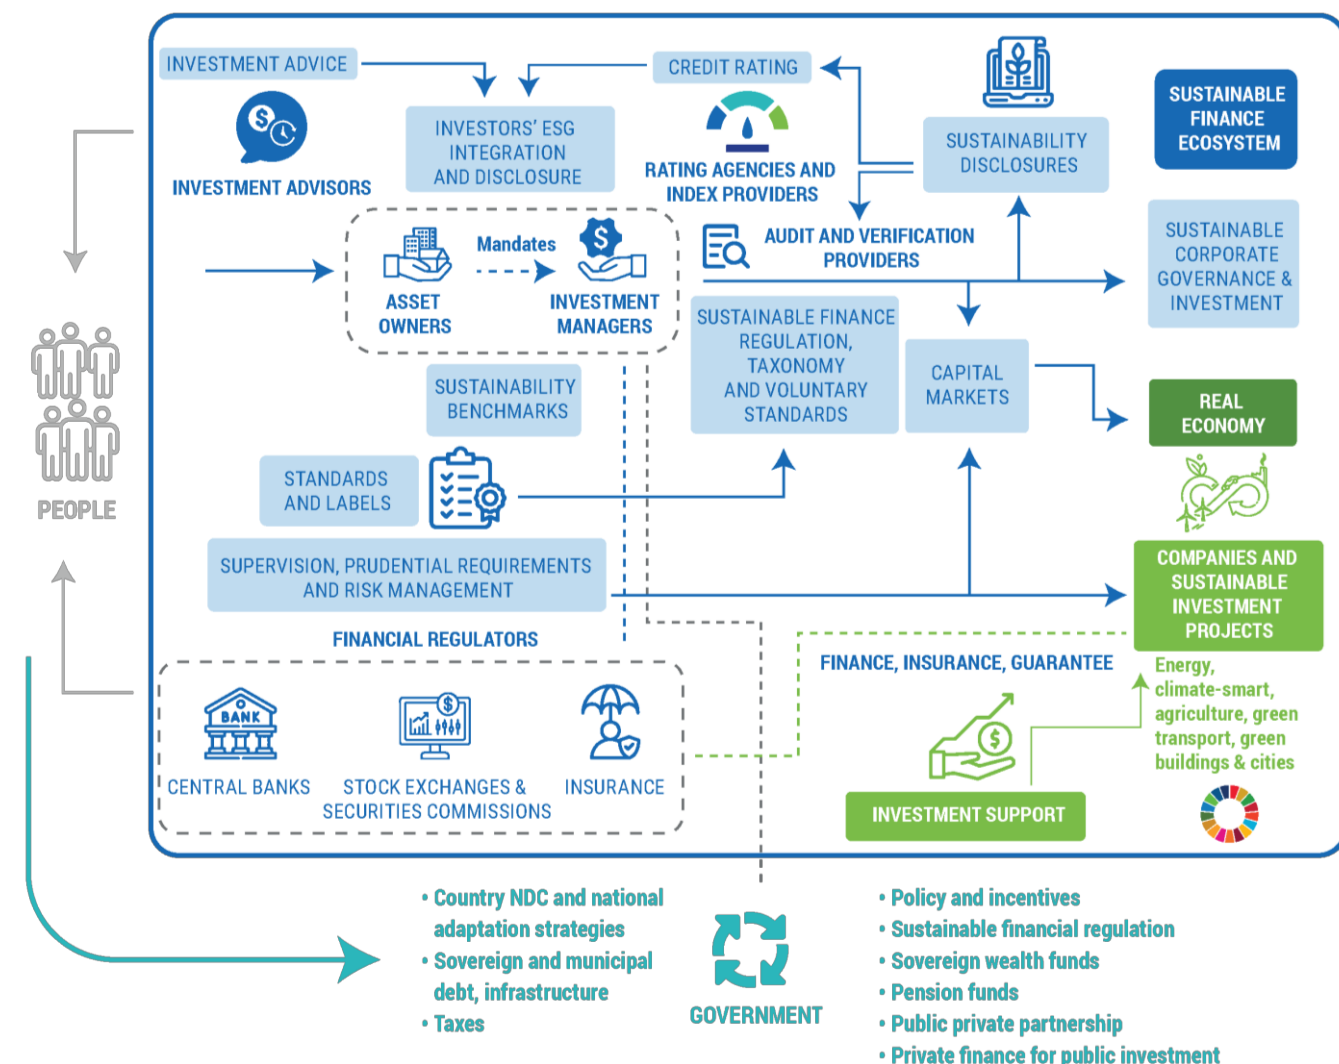 INVESTMENT ADVICE
INVESTMENT ADVISORS
INVESTORS’ ESG
INTEGRATION
AND DISCLOSURE
CREDIT RATING
RATING AGENCIES AND
INDEX PROVIDERS
SUSTAINABILITY
DISCLOSURES
SUSTAINABLE
FINANCE
ECOSYSTEM
AUDIT AND VERIFICATION
PROVIDERS
SUSTAINABLE
CORPORATE
GOVERNANCE &
INVESTMENT
Mandates
ASSET
OWNERS
INVESTMENT
MANAGERS
SUSTAINABLE FINANCE
REGULATION,
TAXONOMY
AND VOLUNTARY
STANDARDS
CAPITAL
MARKETS
SUSTAINABILITY
BENCHMARKS
REAL
ECONOMY
PEOPLE
STANDARDS
AND LABELS
SUPERVISION, PRUDENTIAL REQUIREMENTS
AND RISK MANAGEMENT
COMPANIES AND
SUSTAINABLE
INVESTMENT
PROJECTS
FINANCIAL REGULATORS
FINANCE, INSURANCE, GUARANTEE
Energy,
climate-smart,
agriculture, green
transport, green
buildings & cities
BANK
CENTRAL BANKS
STOCK EXCHANGES &
SECURITIES COMMISSIONS
INSURANCE
INVESTMENT SUPPORT
• Country NDC and national
adaptation strategies
• Sovereign and municipal
debt, infrastructure
• Taxes
GOVERNMENT
• Policy and incentives
• Sustainable financial regulation
• Sovereign wealth funds
• Pension funds
• Public private partnership
• Private finance for public investment